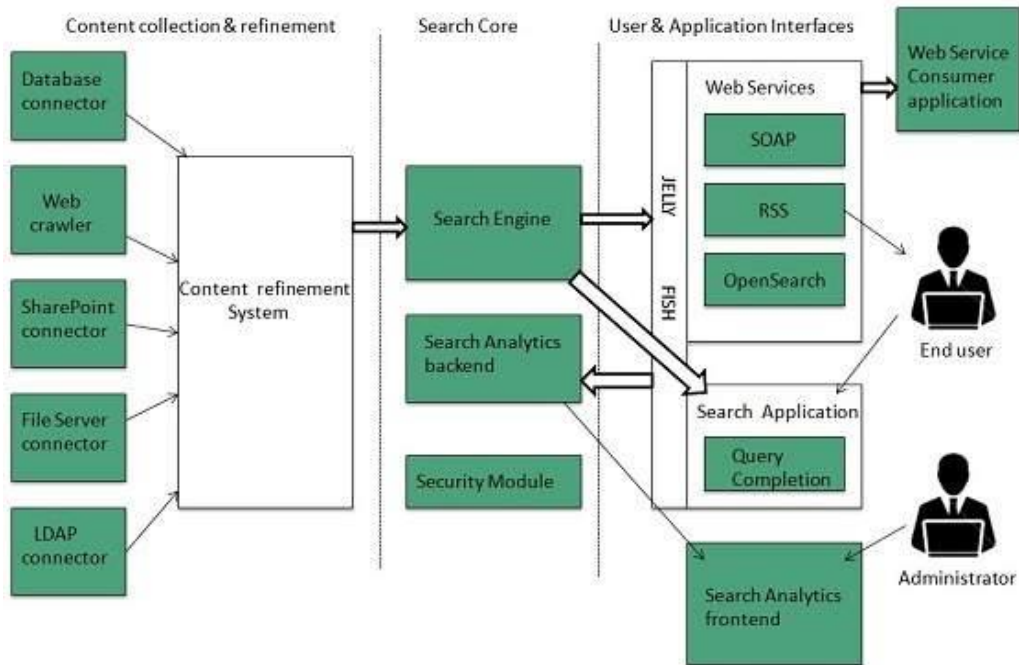 Content collection & refinement
Search Core
User & Application Interfaces
Database
connector
Web
crawler
SharePoint
connector
File Server
connector
LDAP
connector
Content refinement
System
Search Engine
Search Analytics
backend
Security Module
JELLY
FISH
Web Services
SOAP
RSS
OpenSearch
Search Application
Query
Completion
Search Analytics
frontend
Web Service
Consumer
application
End user
Administrator